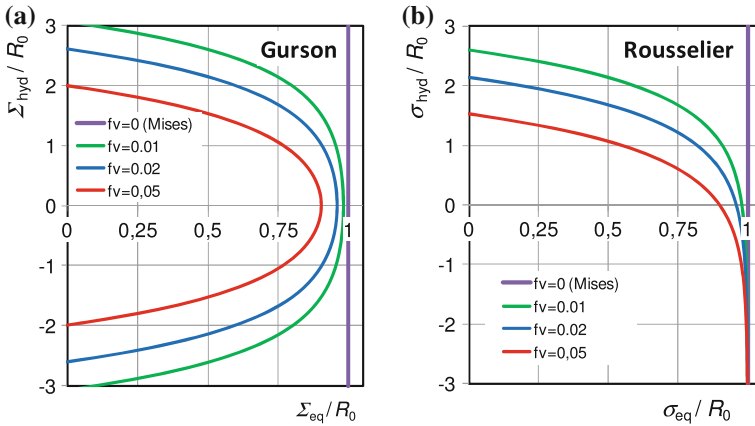 (a)
Σhyd / R0
3
2
1
0
-1
-2
-3
Gurson
fv=0 (Mises)
fv=0.01
fv=0.02
fv=0,05
0
0,25
0,5
0,75
1
Σeq / R0
(b)
σhyd / R0
3
2
1
0
-1
-2
-3
Rousselier
0
0,25
0,5
0,75
1
fv=0 (Mises)
fv=0.01
fv=0.02
fv=0,05
σeq / R0